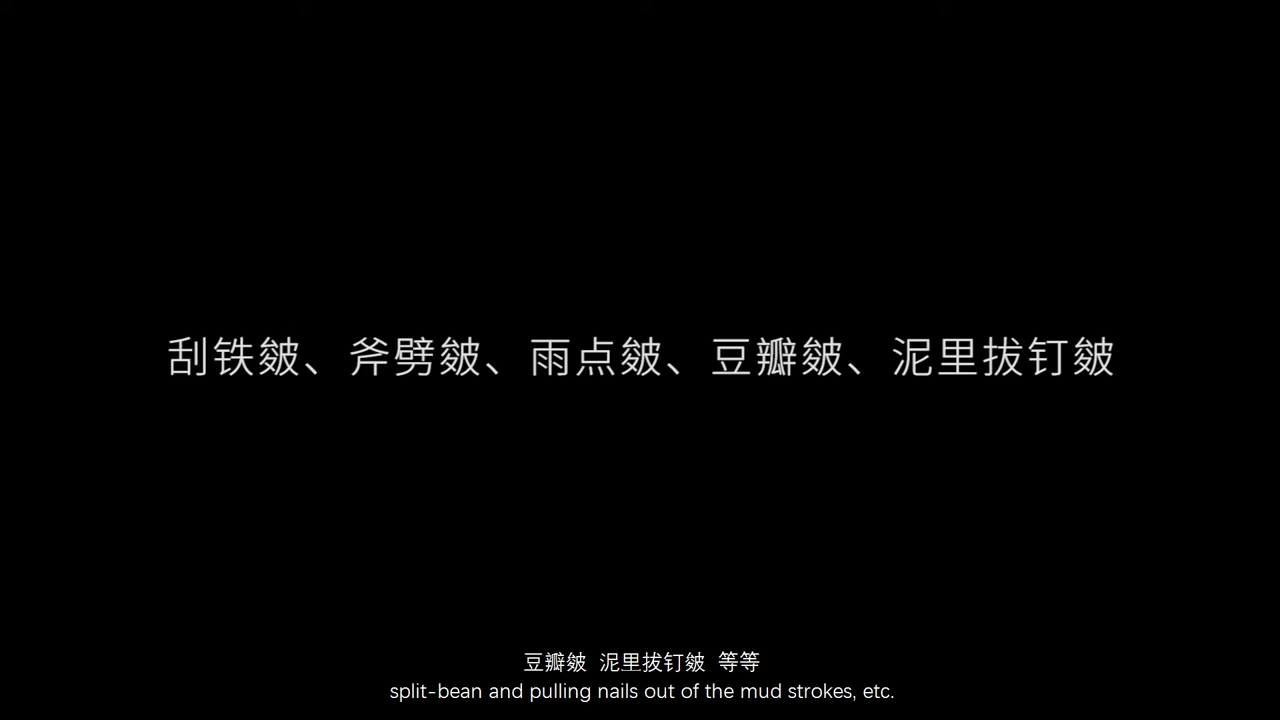 刮铁皴、斧劈皴、雨点皴、豆瓣皴、泥里拔钉皴
豆瓣皴 泥里拔钉皴 等等
split-bean and pulling nails out of the mud strokes, etc.